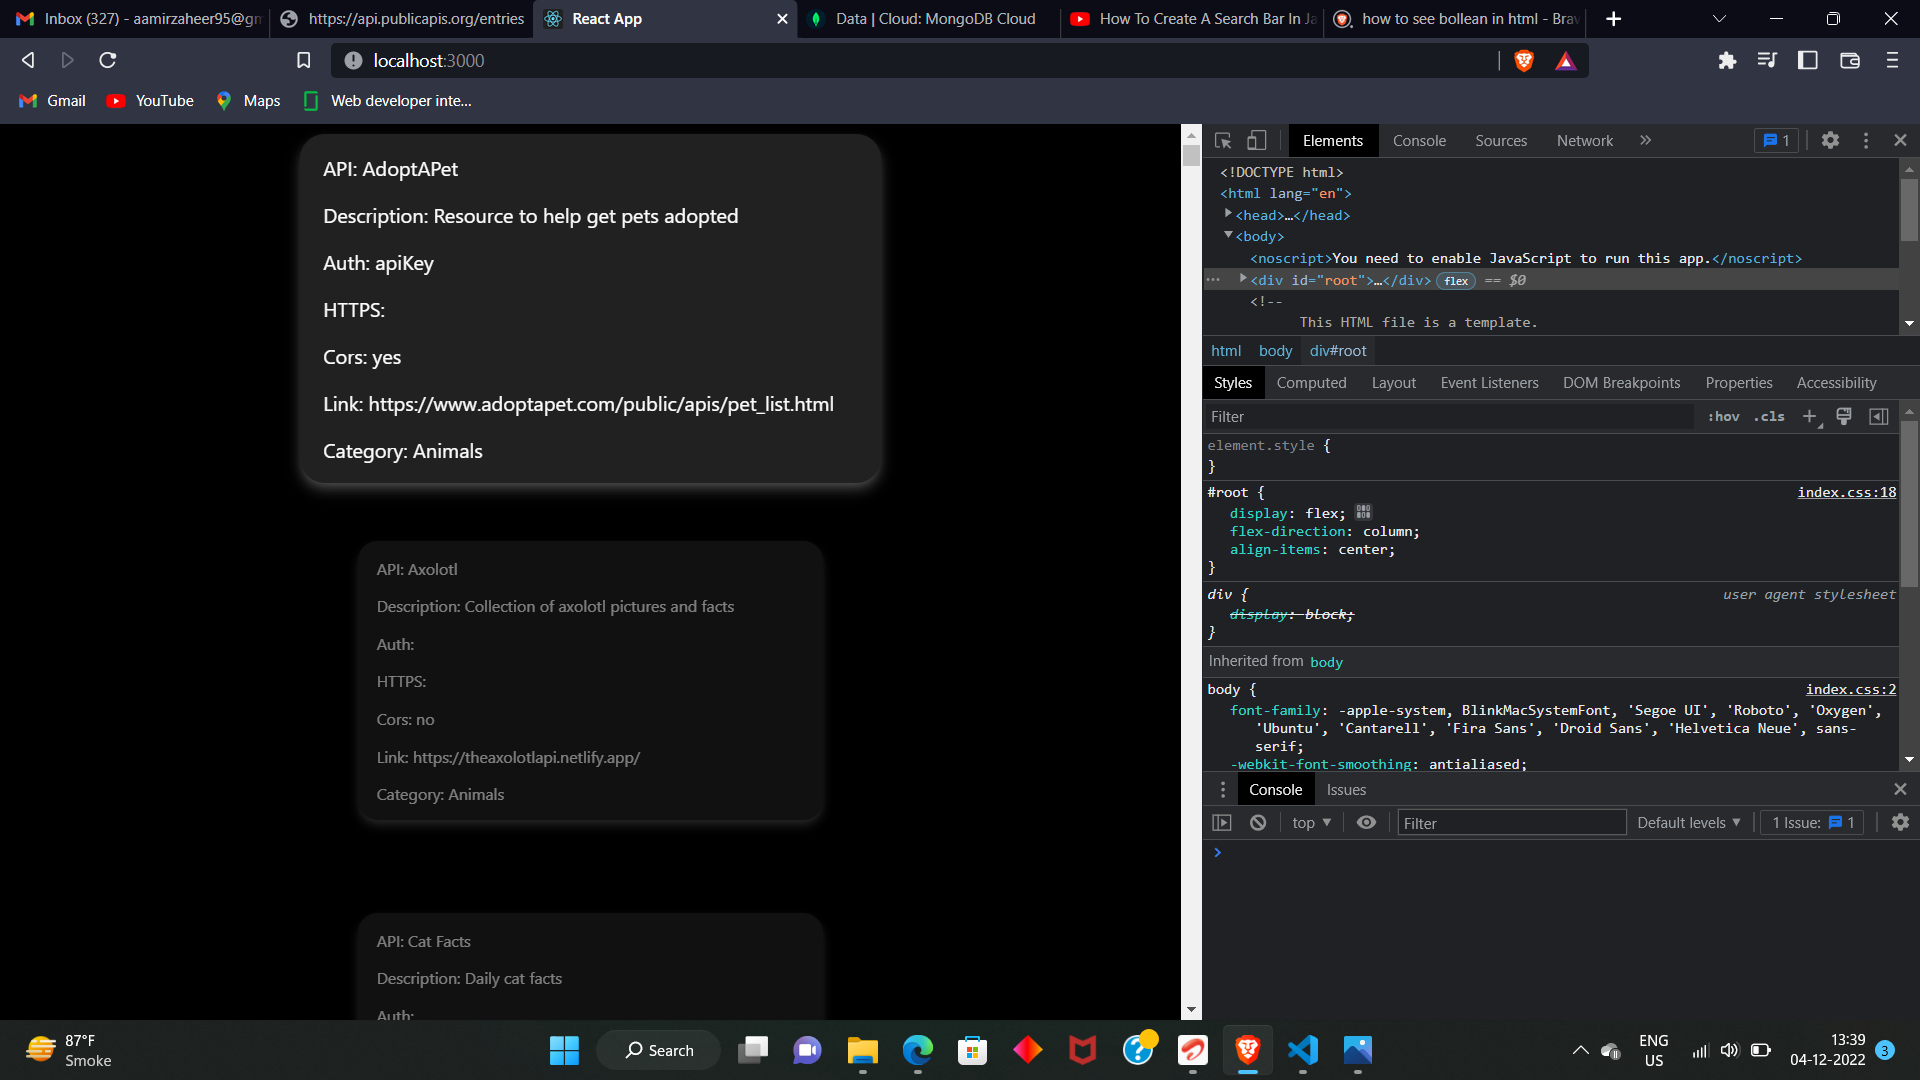 Inbox (327) - aamirzaheer95@gm
https://api.publicapis.org/entries
React App
Data | Cloud: MongoDB Cloud
How To Create A Search Bar In Ja
how to see bollean in html - Brav
localhost:3000
Gmail
YouTube
Maps
Web developer inte...
API: AdoptAPet
Description: Resource to help get pets adopted
Auth: apiKey
HTTPS:
Cors: yes
Link: https://www.adoptapet.com/public/apis/pet_list.html
Category: Animals
API: Axolotl
Description: Collection of axolotl pictures and facts
Auth:
HTTPS:
Cors: no
Link: https://theaxolotlapi.netlify.app/
Category: Animals
API: Cat Facts
Description: Daily cat facts
Auth:
Elements Console Sources Network 1
<!DOCTYPE html>
<html lang="en">
<head>…</head>
<body>
<noscript>You need to enable JavaScript to run this app.</noscript>
<div id="root">…</div> flex == $0
<!--
This HTML file is a template.
html body div#root
Styles Computed Layout Event Listeners DOM Breakpoints Properties Accessibility
Filter :hov .cls
element.style {
}
#root { index.css:18
display: flex;
flex-direction: column;
align-items: center;
}
div { user agent stylesheet
display: block;
}
Inherited from body
body { index.css:2
font-family: -apple-system, BlinkMacSystemFont, 'Segoe UI', 'Roboto', 'Oxygen',
'Ubuntu', 'Cantarell', 'Fira Sans', 'Droid Sans', 'Helvetica Neue', sans-
serif;
-webkit-font-smoothing: antialiased;
Console Issues
top Filter Default levels 1 Issue: 1
87°F
Smoke
Search
ENG
US
13:39
04-12-2022
3